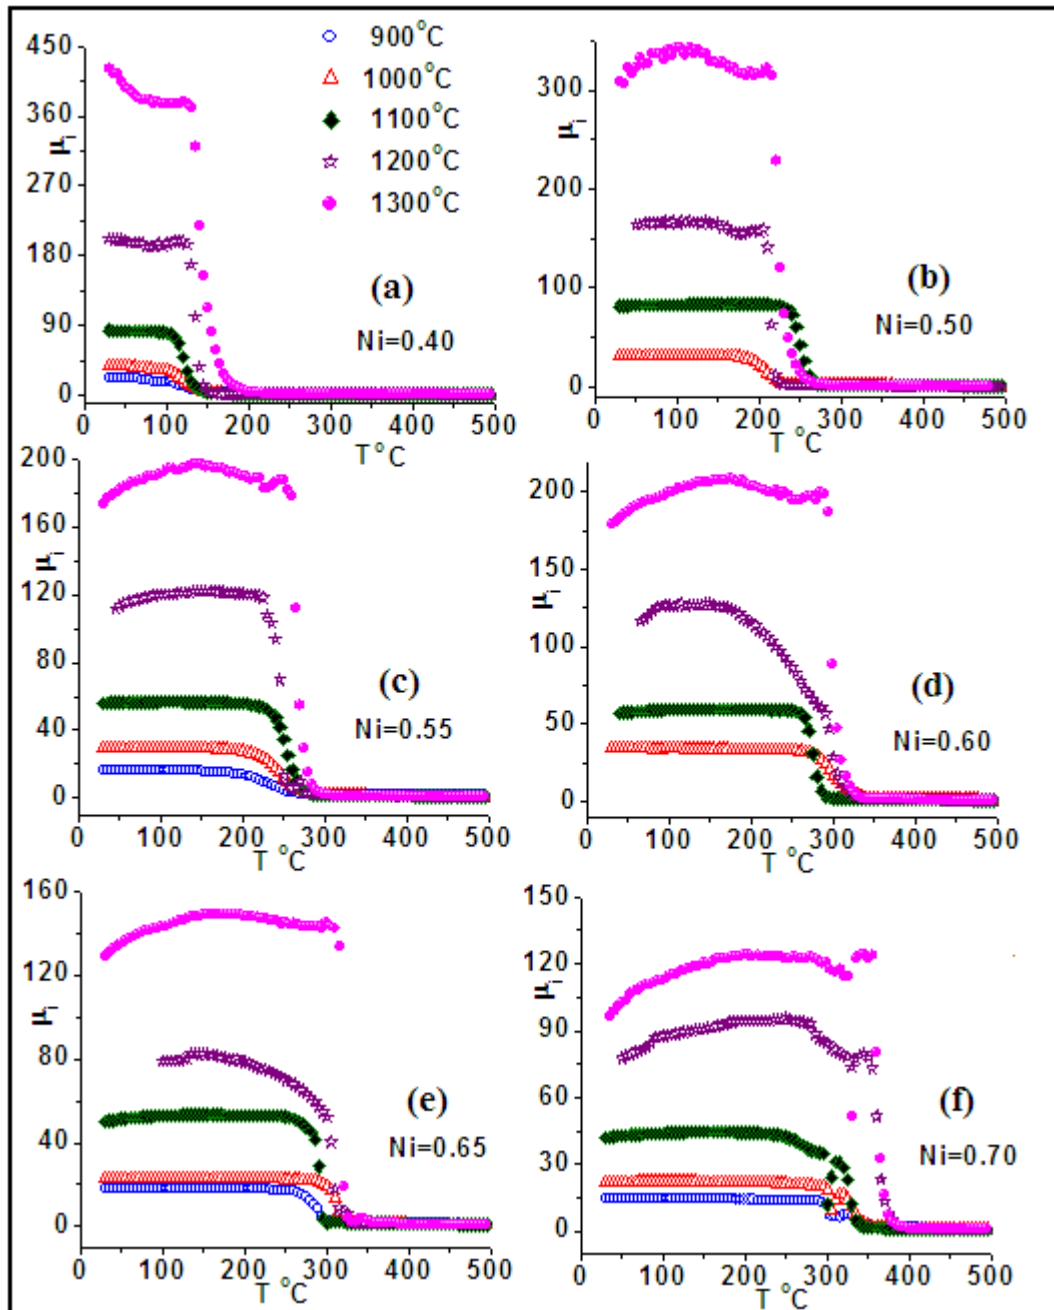 900°C
1000°C
1100°C
1200°C
1300°C
450
360
270
180
90
0
μi
(a)
Ni=0.40
0 100 200 300 400 500
T °C
300
200
100
0
μi
(b)
Ni=0.50
0 100 200 300 400 500
T °C
200
160
120
80
40
0
μi
(c)
Ni=0.55
0 100 200 300 400 500
T °C
200
150
100
50
0
μi
(d)
Ni=0.60
0 100 200 300 400 500
T °C
160
120
80
40
0
μi
(e)
Ni=0.65
0 100 200 300 400 500
T °C
150
120
90
60
30
0
μi
(f)
Ni=0.70
0 100 200 300 400 500
T °C